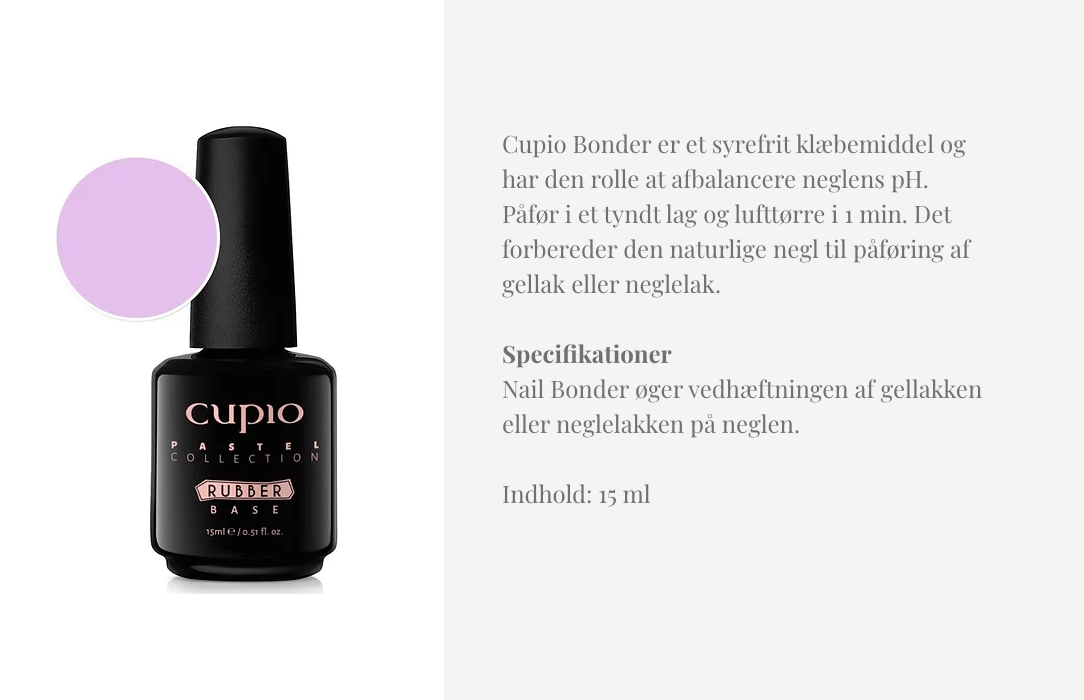 cupio
PASTEL
COLLECTION
RUBBER
BASE
15ml ℮ / 0.51 fl. oz.
Cupio Bonder er et syrefrit klæbemiddel og
har den rolle at afbalancere neglens pH.
Påfør i et tyndt lag og lufttørre i 1 min. Det
forbereder den naturlige negl til påføring af
gellak eller neglelak.
Specifikationer
Nail Bonder øger vedhæftningen af gellakken
eller neglelakken på neglen.
Indhold: 15 ml